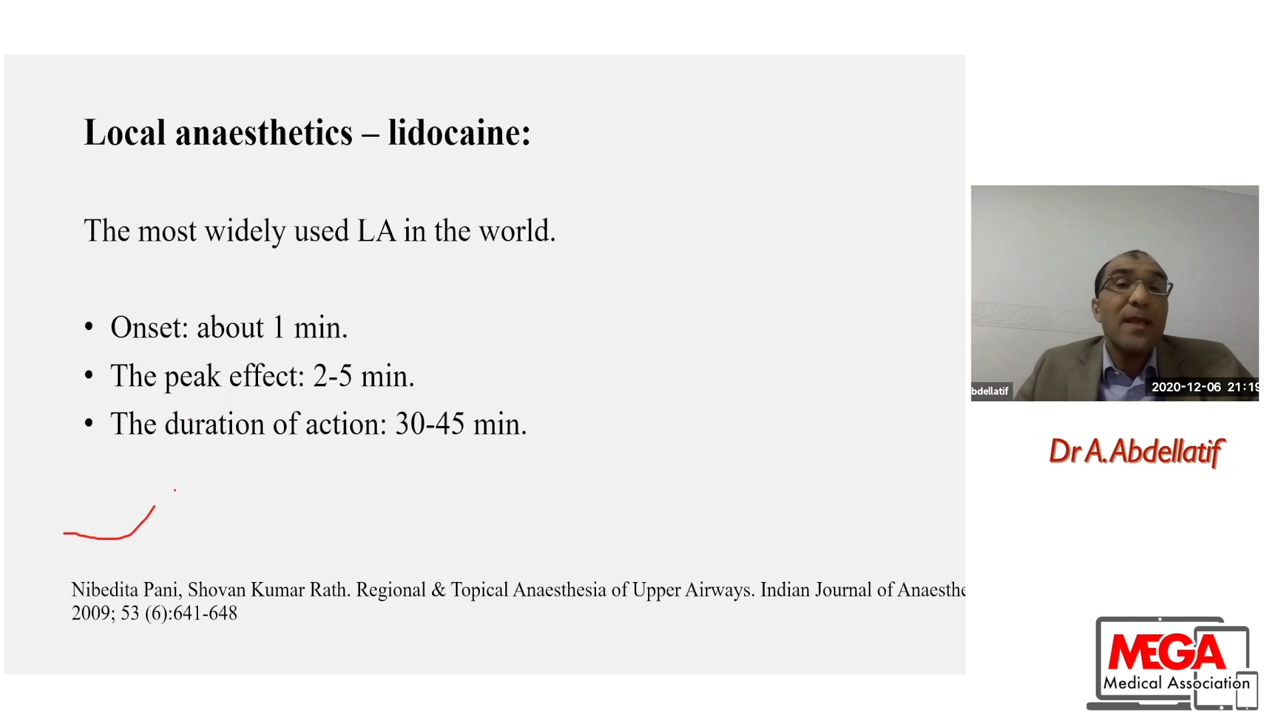 Local anaesthetics – lidocaine:
The most widely used LA in the world.
• Onset: about 1 min.
• The peak effect: 2-5 min.
• The duration of action: 30-45 min.
Nibedita Pani, Shovan Kumar Rath. Regional & Topical Anaesthesia of Upper Airways. Indian Journal of Anaesthe
2009; 53 (6):641-648
bdellatif
2020-12-06 21:19
Dr A.Abdellatif
MEGA
Medical Association